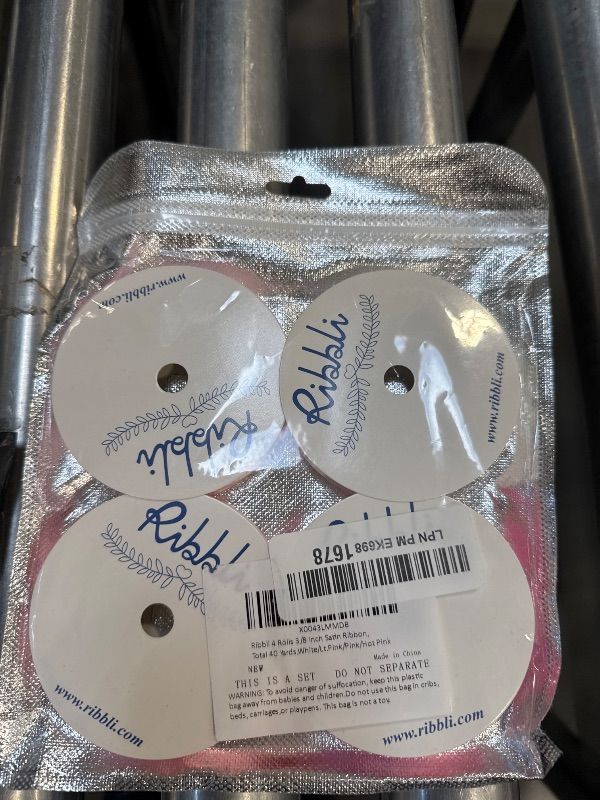 www.ribbli.com
Ribbli
Ribbli
www.ribbli.com
Ribbli
www.ribbli.com
LPN PM EK698 1678
X0043LMMDB
Ribbli 4 Rolls 3/8 Inch Satin Ribbon,
Total 40 Yards,White/Lt.Pink/Pink/Hot Pink
NEW
Made in China
THIS IS A SET DO NOT SEPARATE
WARNING: To avoid danger of suffocation, keep this plastic
bag away from babies and children.Do not use this bag in cribs,
beds, carriages,or playpens. This bag is not a toy.
www.ribbli.com